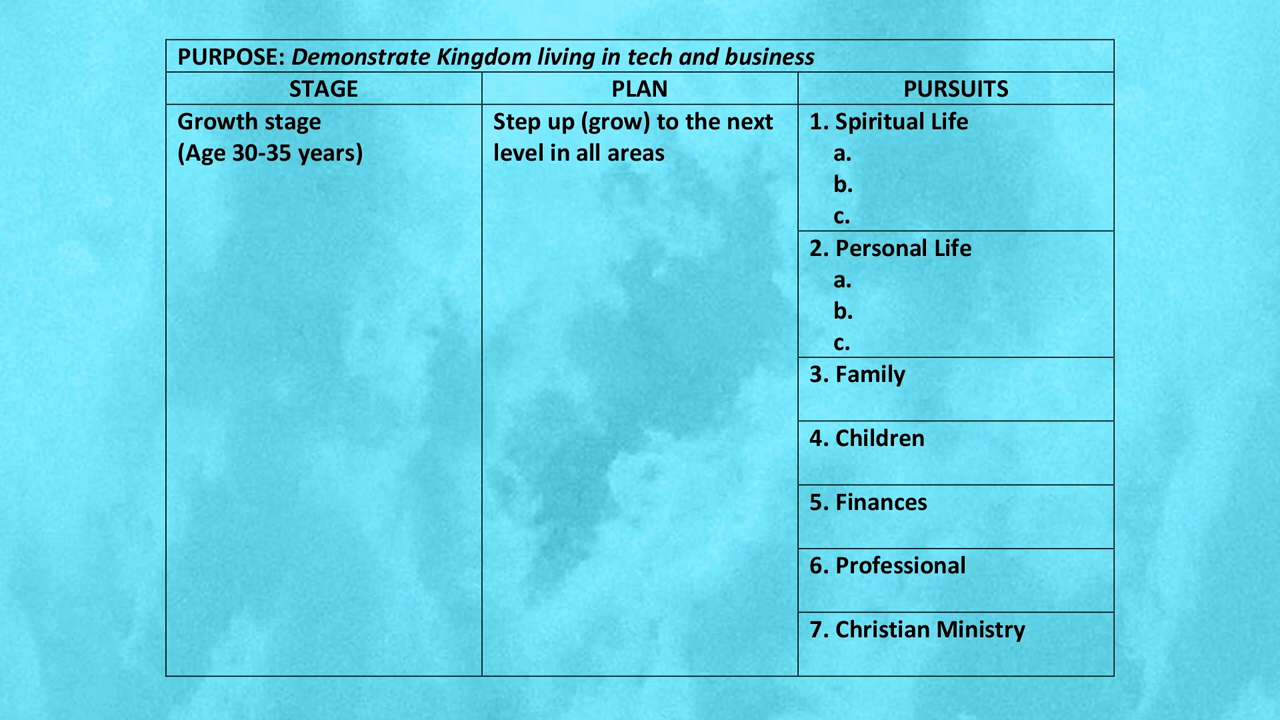 PURPOSE: Demonstrate Kingdom living in tech and business
STAGE
PLAN
PURSUITS
Growth stage
(Age 30-35 years)
Step up (grow) to the next
level in all areas
1. Spiritual Life
a.
b.
c.
2. Personal Life
a.
b.
c.
3. Family
4. Children
5. Finances
6. Professional
7. Christian Ministry